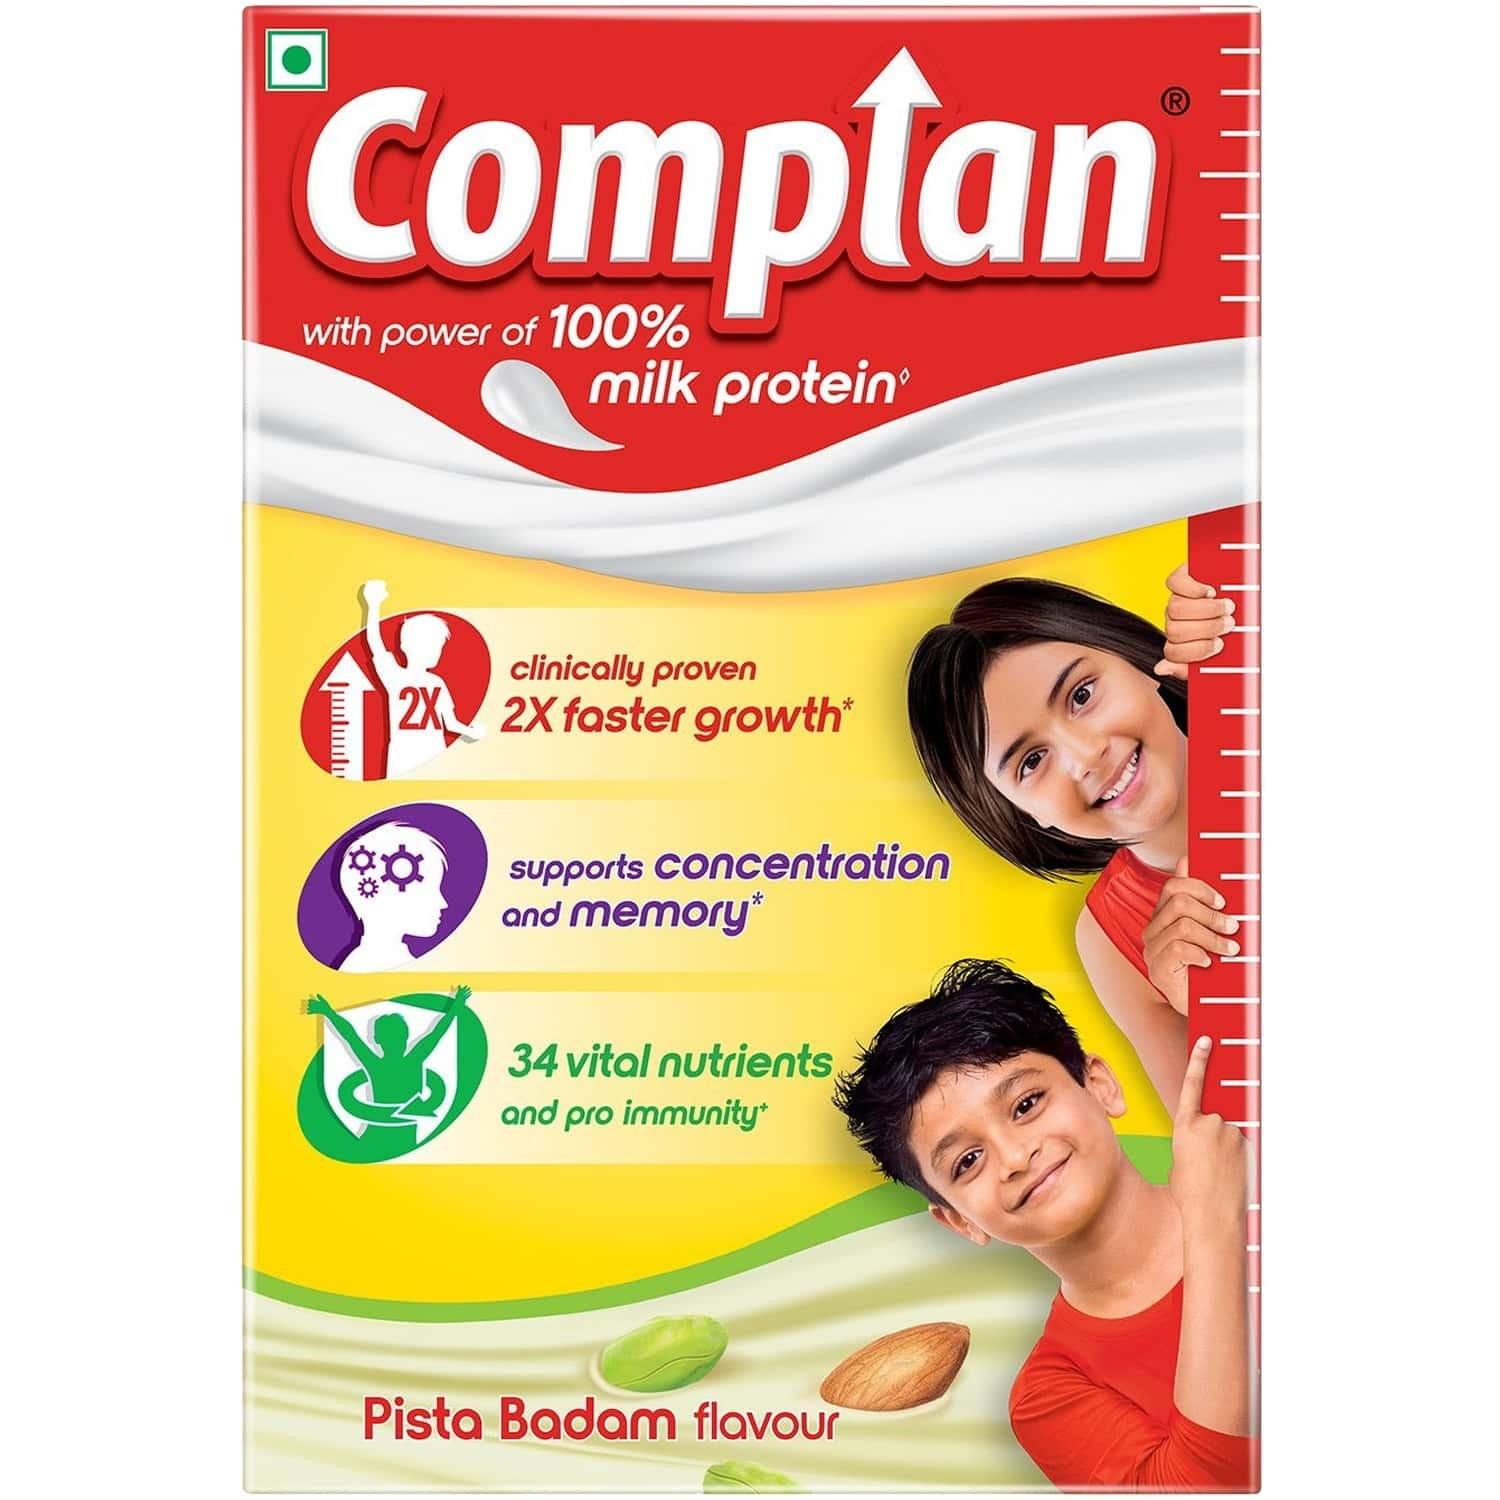 Complan®
with power of 100%
milk protein◊
2X
clinically proven
2X faster growth*
supports concentration
and memory*
34 vital nutrients
and pro immunity+
Pista Badam flavour